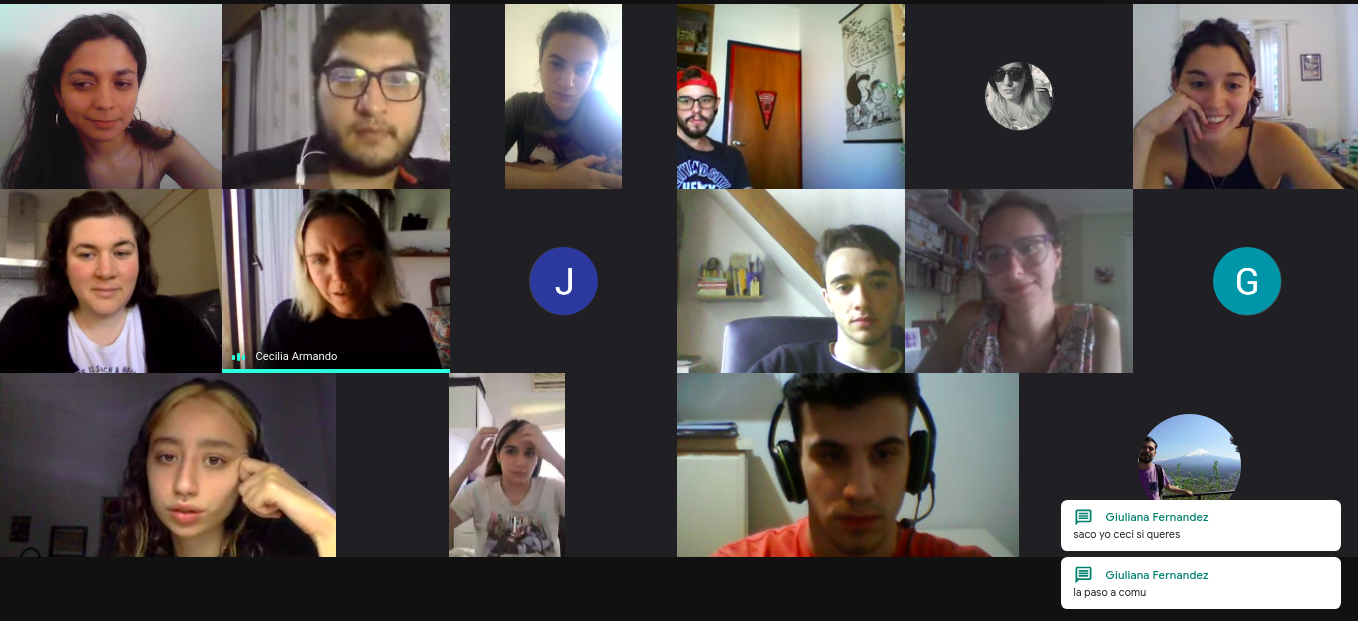 J
G
Cecilia Armando
Giuliana Fernandez
saco yo ceci si queres
Giuliana Fernandez
la paso a comu